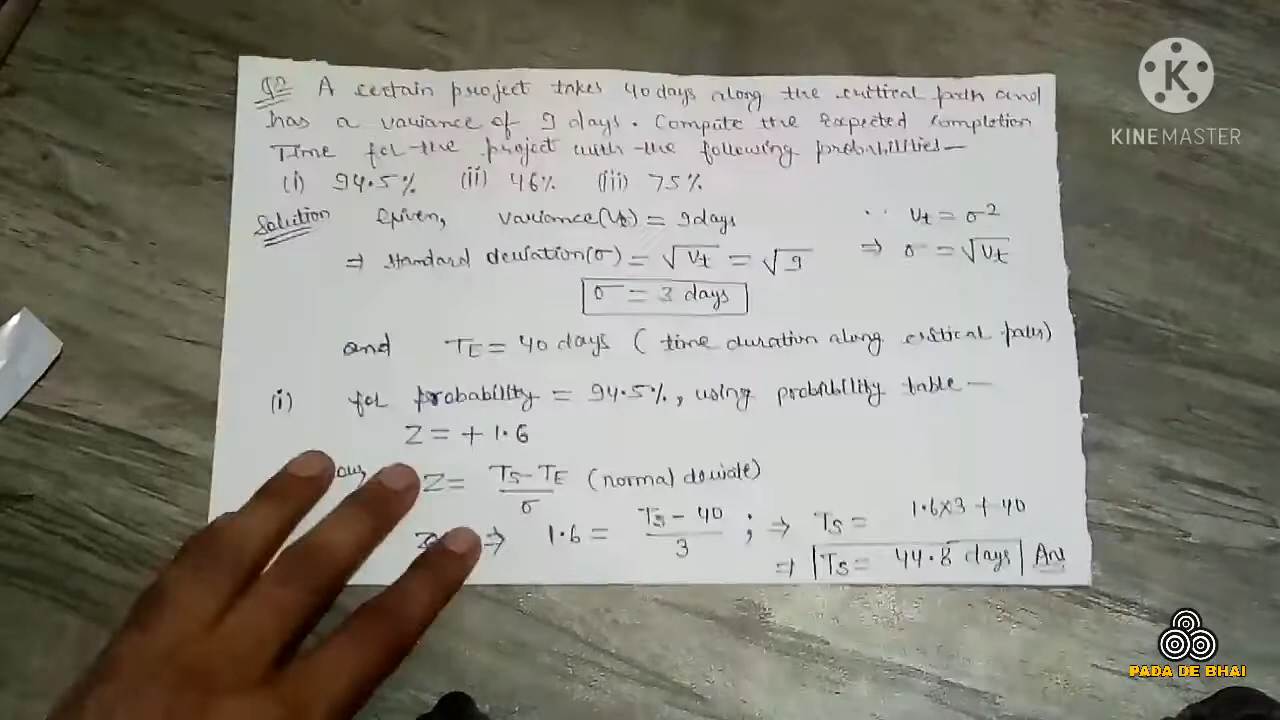 Q2 A certain project takes 40 days along the critical path and
has a variance of 9 days. Compute the Expected completion
Time for the project with the following probabilities—
(i) 94.5% (ii) 46% (iii) 75%
Solution Given, variance(Vt) = 9 days ∵ Vt = σ²
⇒ standard deviation(σ) = √Vt = √9 ⇒ σ = √Vt
σ = 3 days
and TE = 40 days (time duration along critical path)
(i) for probability = 94.5%, using probability table —
Z = + 1.6
Z = (TS - TE)/σ (normal deviate)
⇒ 1.6 = (TS - 40)/3 ; ⇒ TS = 1.6×3 + 40
⇒ TS = 44.8 days Ans
K
KINEMASTER
PADA DE BHAI